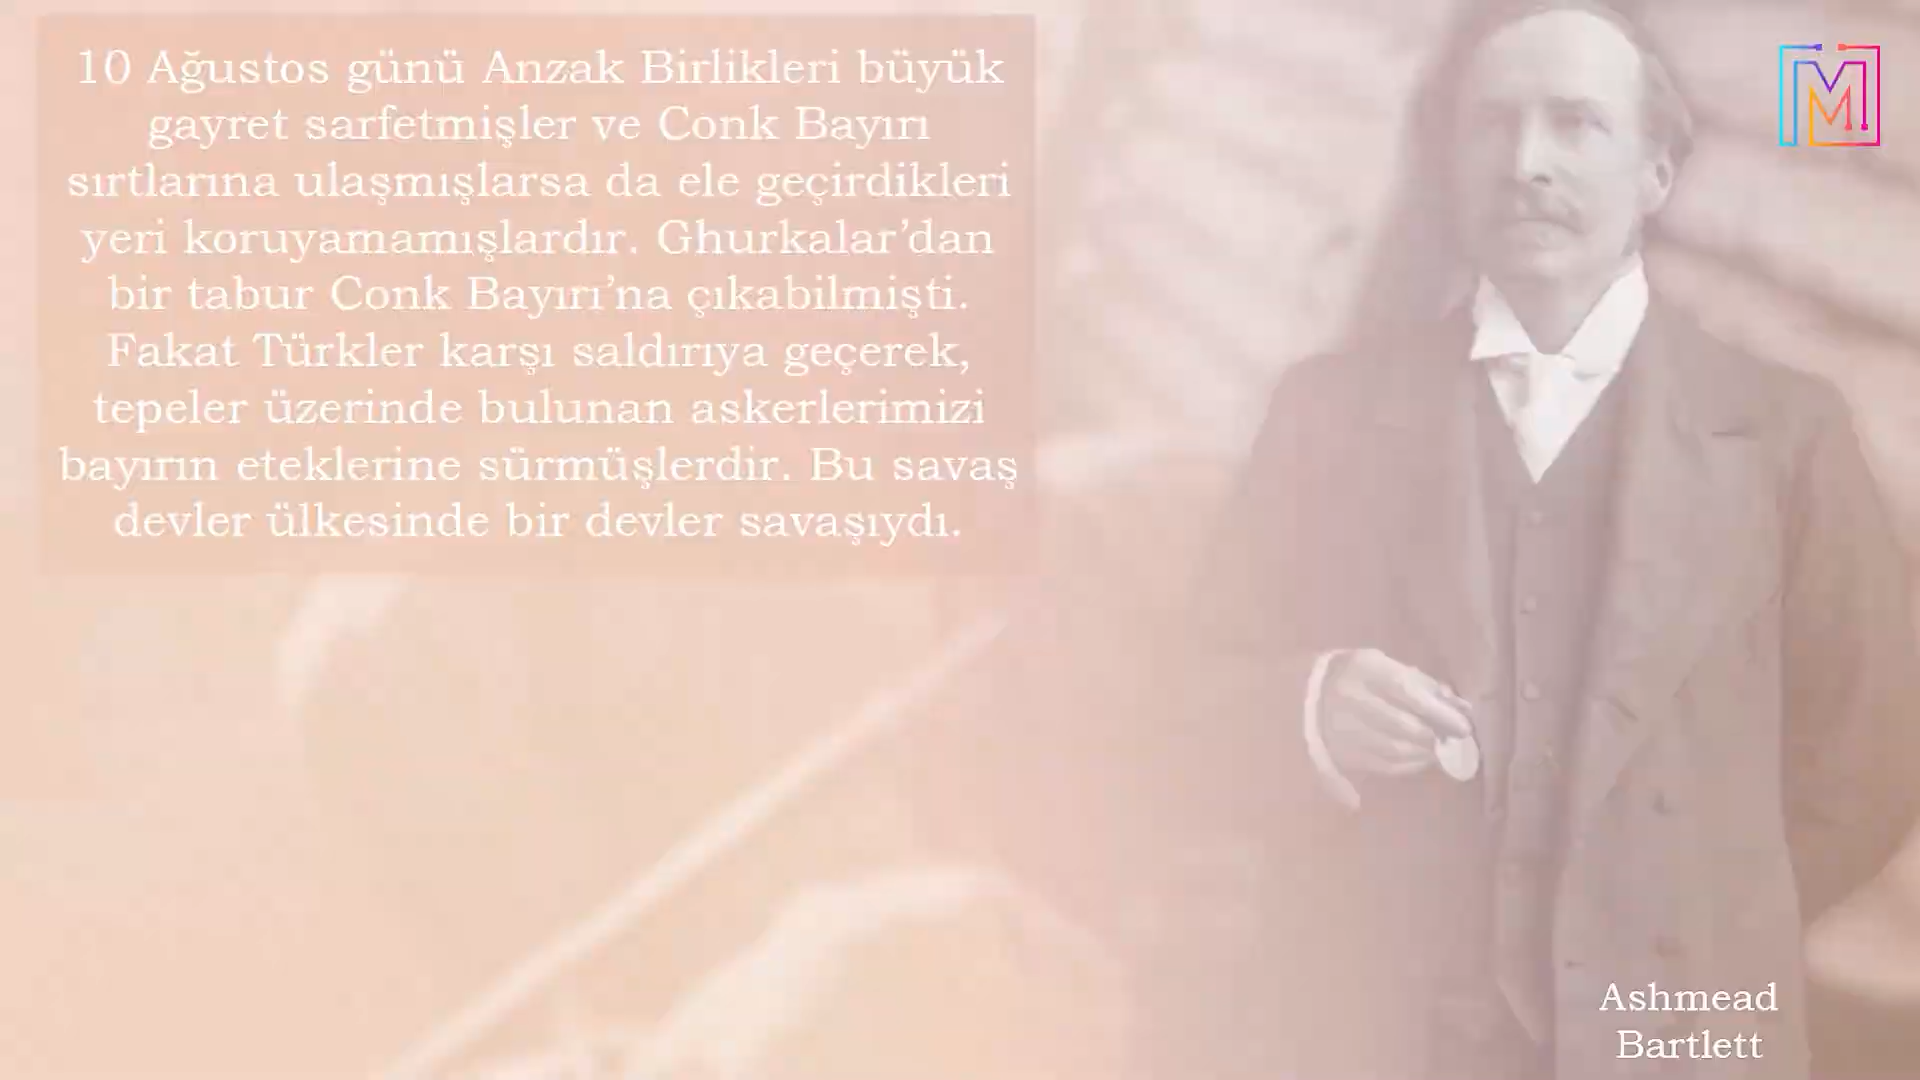 10 Ağustos günü Anzak Birlikleri büyük
gayret sarfetmişler ve Conk Bayırı
sırtlarına ulaşmışlarsa da ele geçirdikleri
yeri koruyamamışlardır. Ghurkalar’dan
bir tabur Conk Bayırı’na çıkabilmişti.
Fakat Türkler karşı saldırıya geçerek,
tepeler üzerinde bulunan askerlerimizi
bayırın eteklerine sürmüşlerdir. Bu savaş
devler ülkesinde bir devler savaşıydı.
M
Ashmead
Bartlett